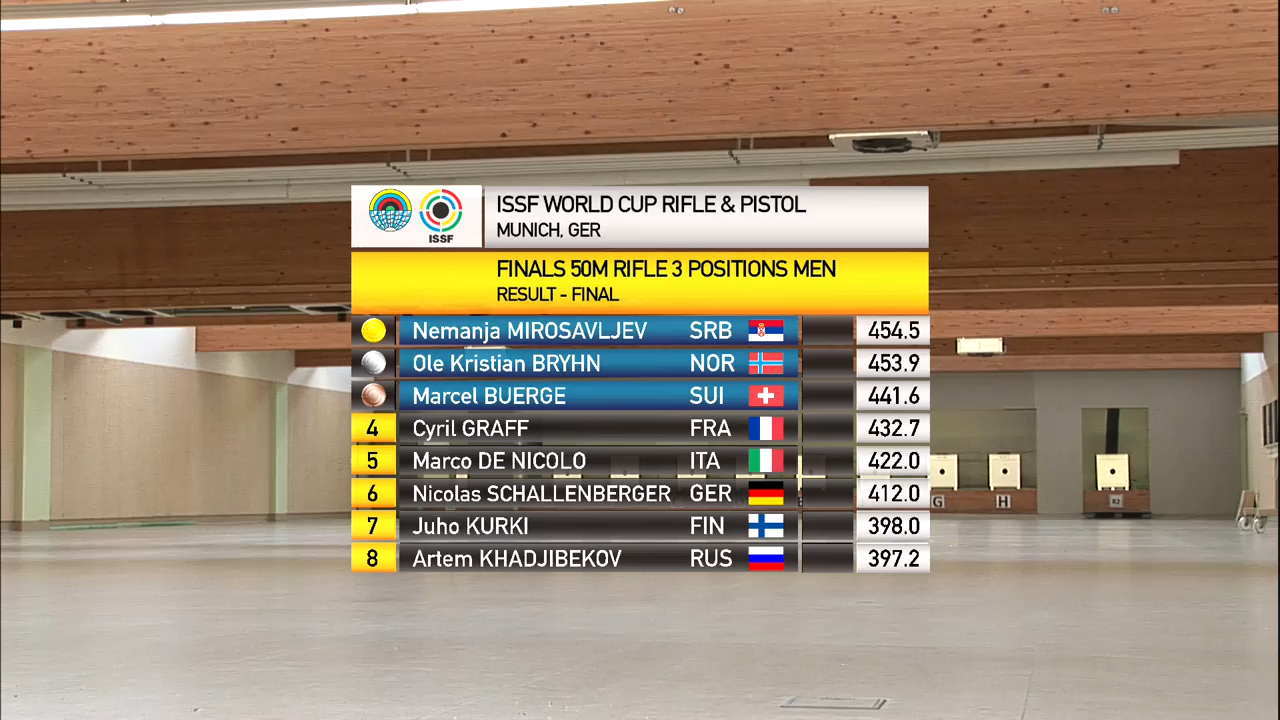 ISSF
ISSF WORLD CUP RIFLE & PISTOL
MUNICH, GER
FINALS 50M RIFLE 3 POSITIONS MEN
RESULT - FINAL
Nemanja MIROSAVLJEV SRB 454.5
Ole Kristian BRYHN NOR 453.9
Marcel BUERGE SUI 441.6
4 Cyril GRAFF FRA 432.7
5 Marco DE NICOLO ITA 422.0
6 Nicolas SCHALLENBERGER GER 412.0
7 Juho KURKI FIN 398.0
8 Artem KHADJIBEKOV RUS 397.2
G H